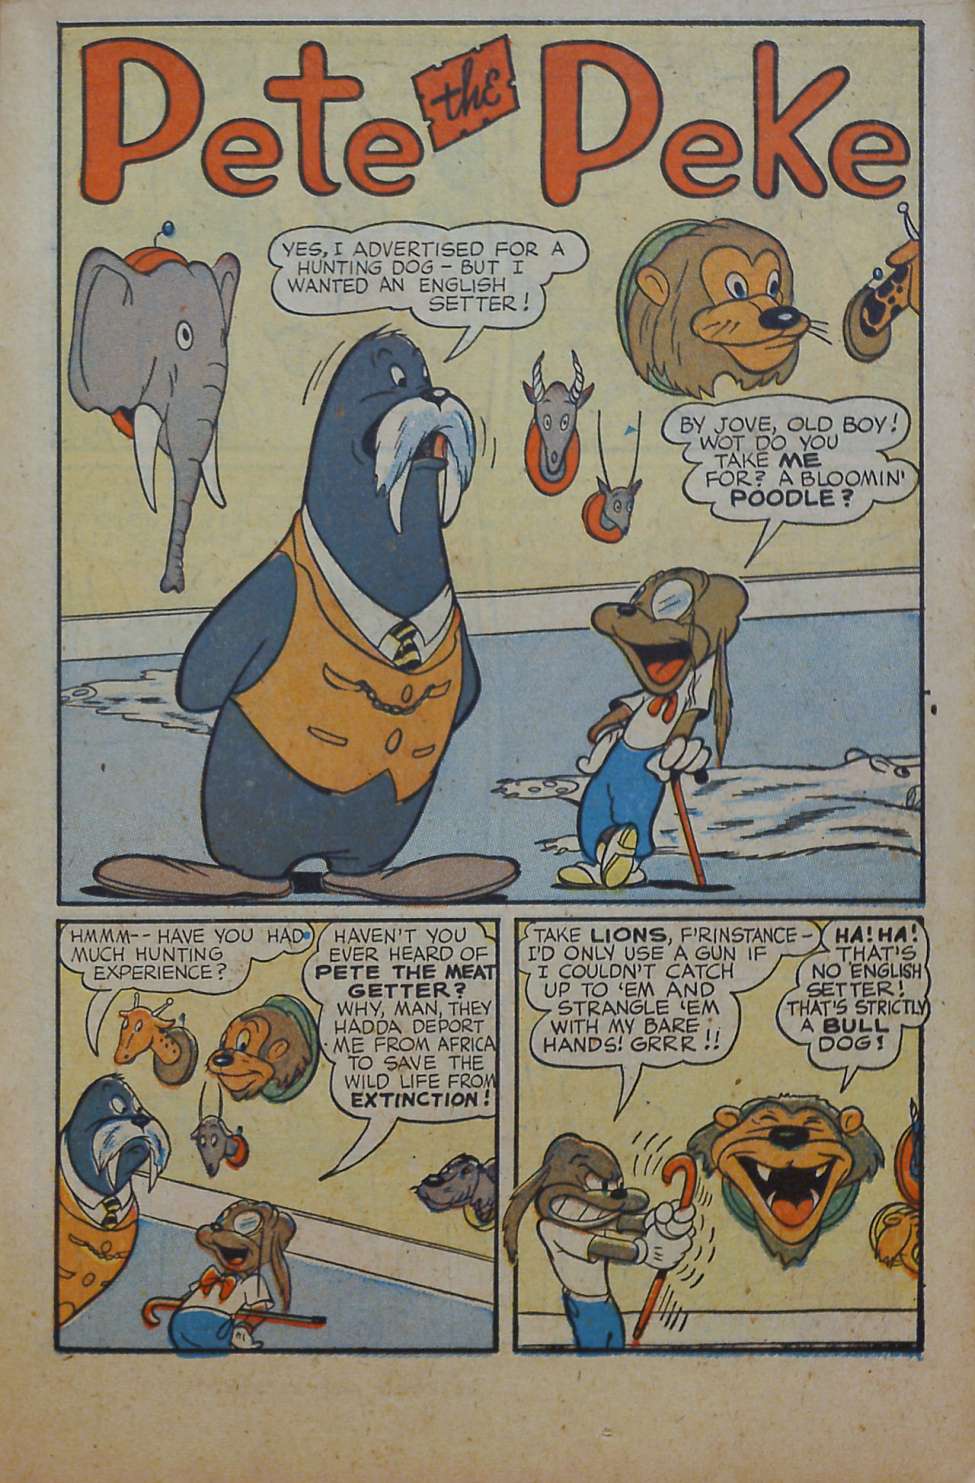 Pete the Peke
YES, I ADVERTISED FOR A
HUNTING DOG - BUT I
WANTED AN ENGLISH
SETTER!
BY JOVE, OLD BOY!
WOT DO YOU
TAKE ME
FOR? A BLOOMIN'
POODLE?
HMMM-- HAVE YOU HAD
MUCH HUNTING
EXPERIENCE?
HAVEN'T YOU
EVER HEARD OF
PETE THE MEAT
GETTER?
WHY, MAN, THEY
HADDA DEPORT
ME FROM AFRICA
TO SAVE THE
WILD LIFE FROM
EXTINCTION!
TAKE LIONS, F'RINSTANCE -
I'D ONLY USE A GUN IF
I COULDN'T CATCH
UP TO 'EM AND
STRANGLE 'EM
WITH MY BARE
HANDS! GRRR!!
HA! HA!
THAT'S
NO ENGLISH
SETTER!
THAT'S STRICTLY
A BULL
DOG!